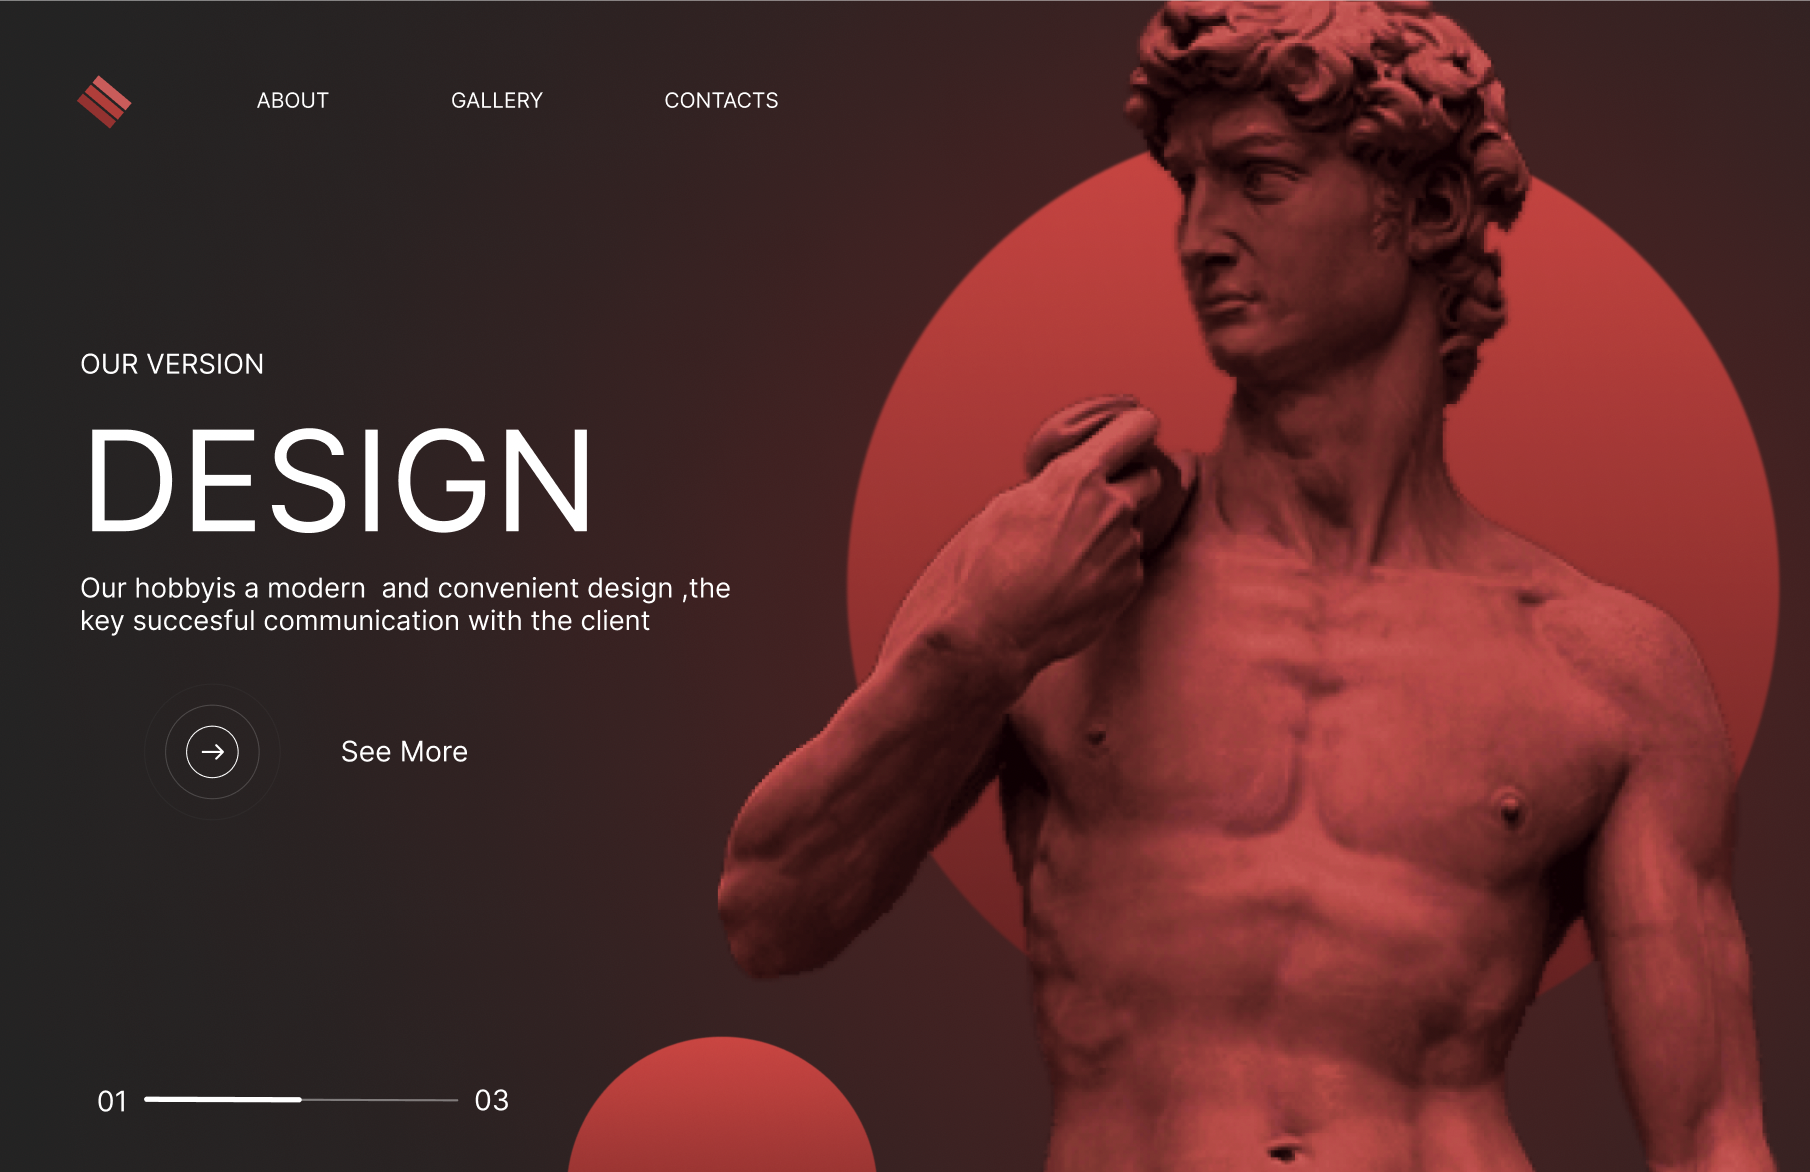 ABOUT GALLERY CONTACTS
OUR VERSION
DESIGN
Our hobbyis a modern  and convenient design ,the
key succesful communication with the client
See More
01 03